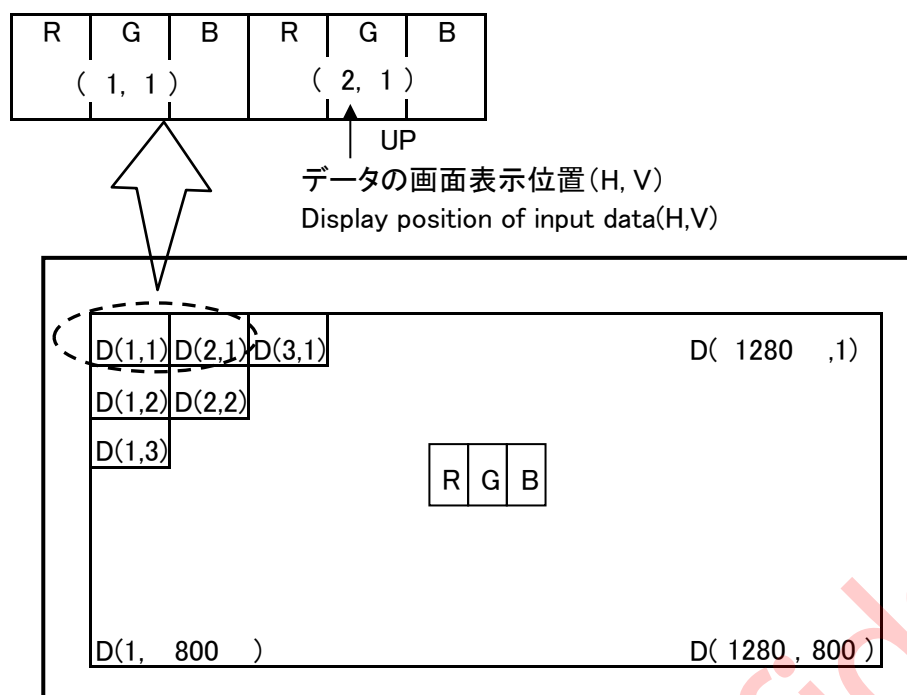 R G B R G B
( 1, 1 ) ( 2, 1 )
UP
データの画面表示位置(H, V)
Display position of input data(H,V)
D(1,1) D(2,1) D(3,1) D( 1280 ,1)
D(1,2) D(2,2)
D(1,3)
R G B
D(1, 800 ) D( 1280 , 800 )